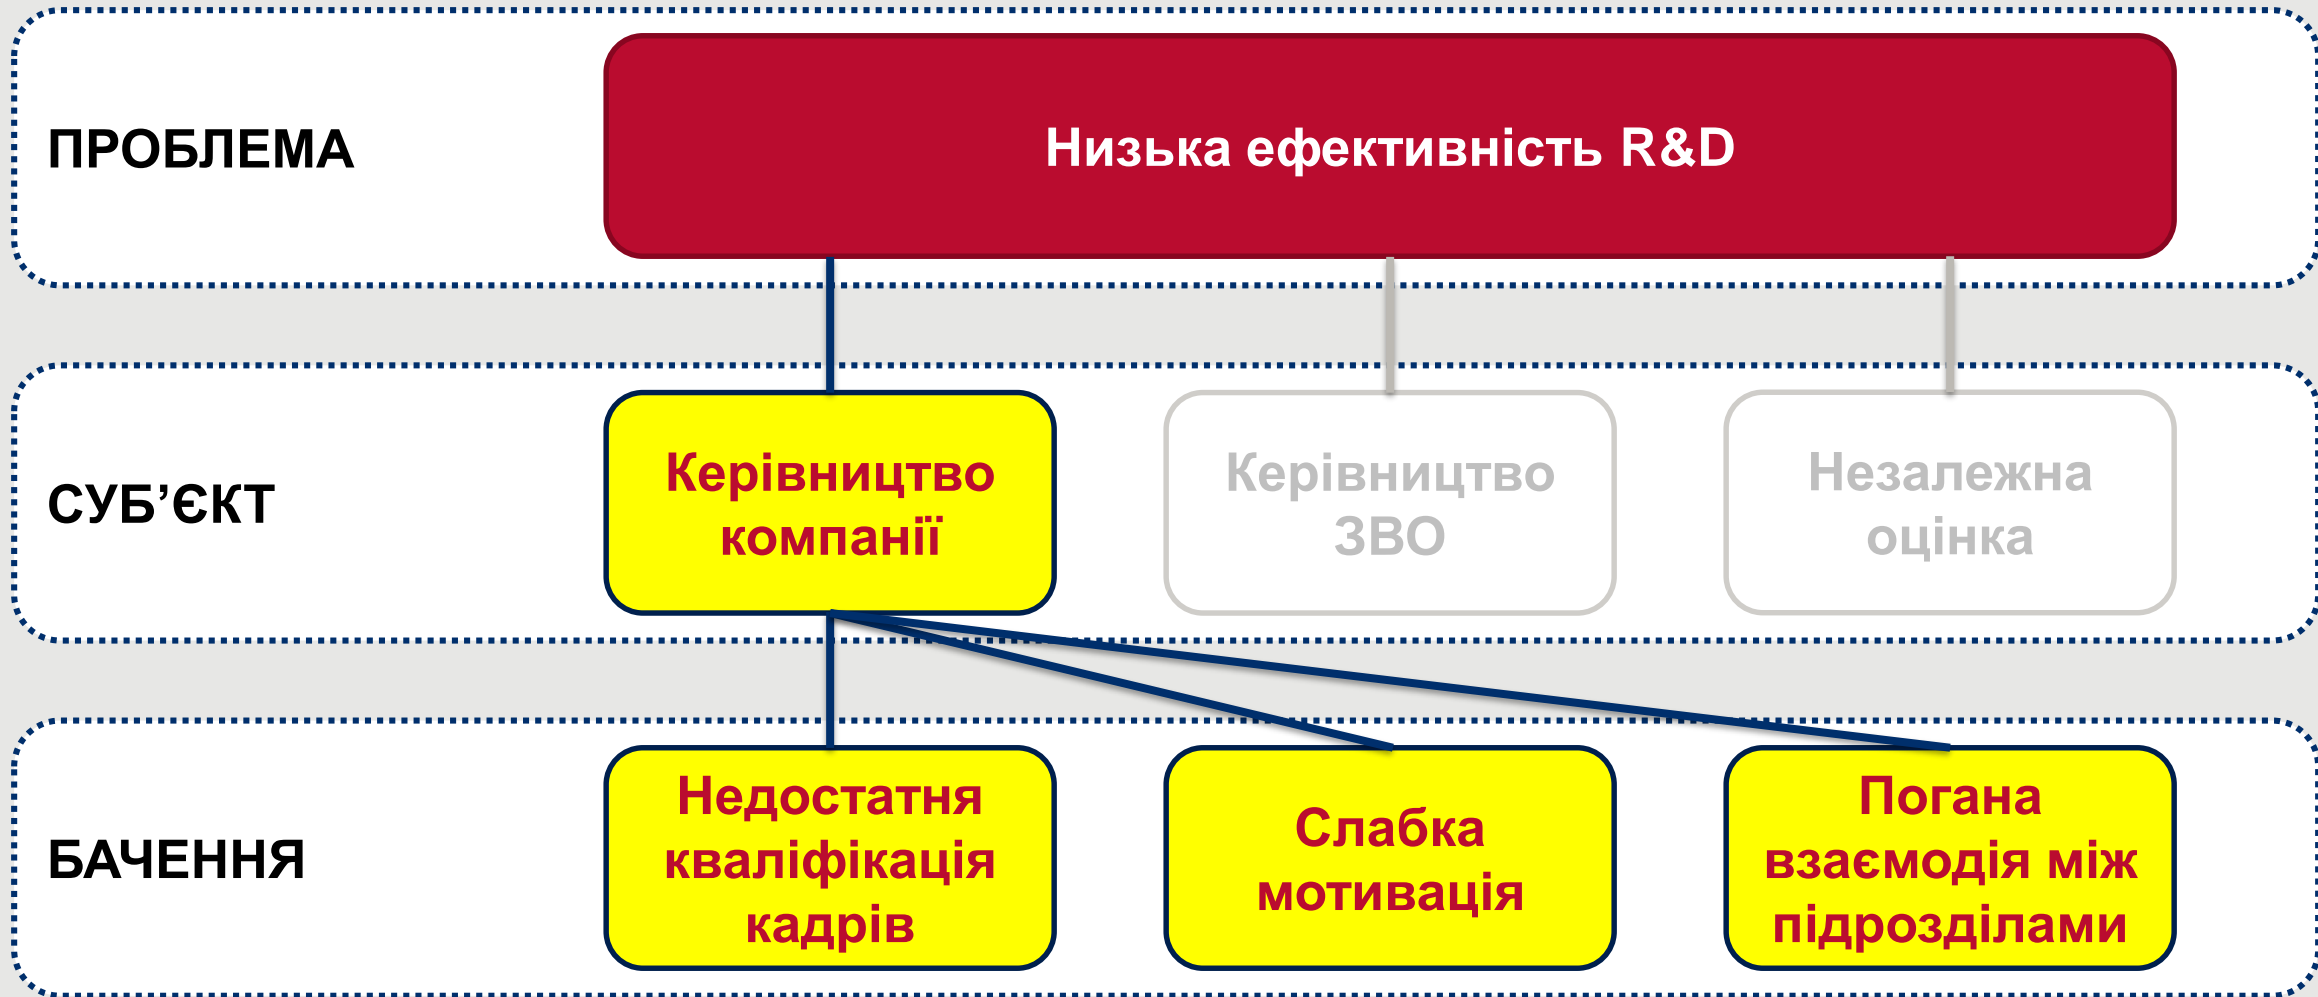 ПРОБЛЕМА
Низька ефективність R&D
СУБ’ЄКТ
Керівництво
компанії
Керівництво
ЗВО
Незалежна
оцінка
БАЧЕННЯ
Недостатня
кваліфікація
кадрів
Слабка
мотивація
Погана
взаємодія між
підрозділами